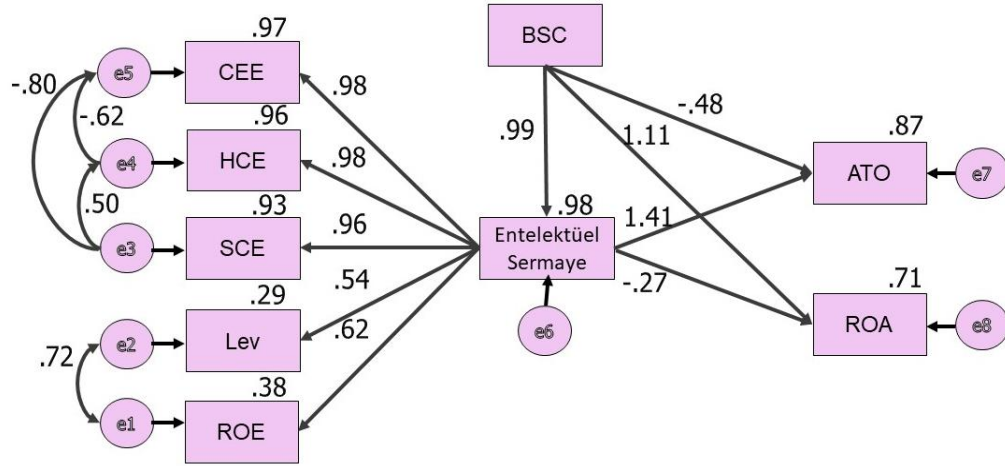 .97
BSC
e5
CEE
-.80
.98
-.48
-.62
.96
.99
1.11
.87
e4
HCE
.98
ATO
e7
.50
.93
.98
1.41
e3
SCE
.96
Entelektüel
Sermaye
.29
.54
-.27
.71
e2
Lev
.62
e6
ROA
e8
.72
.38
e1
ROE